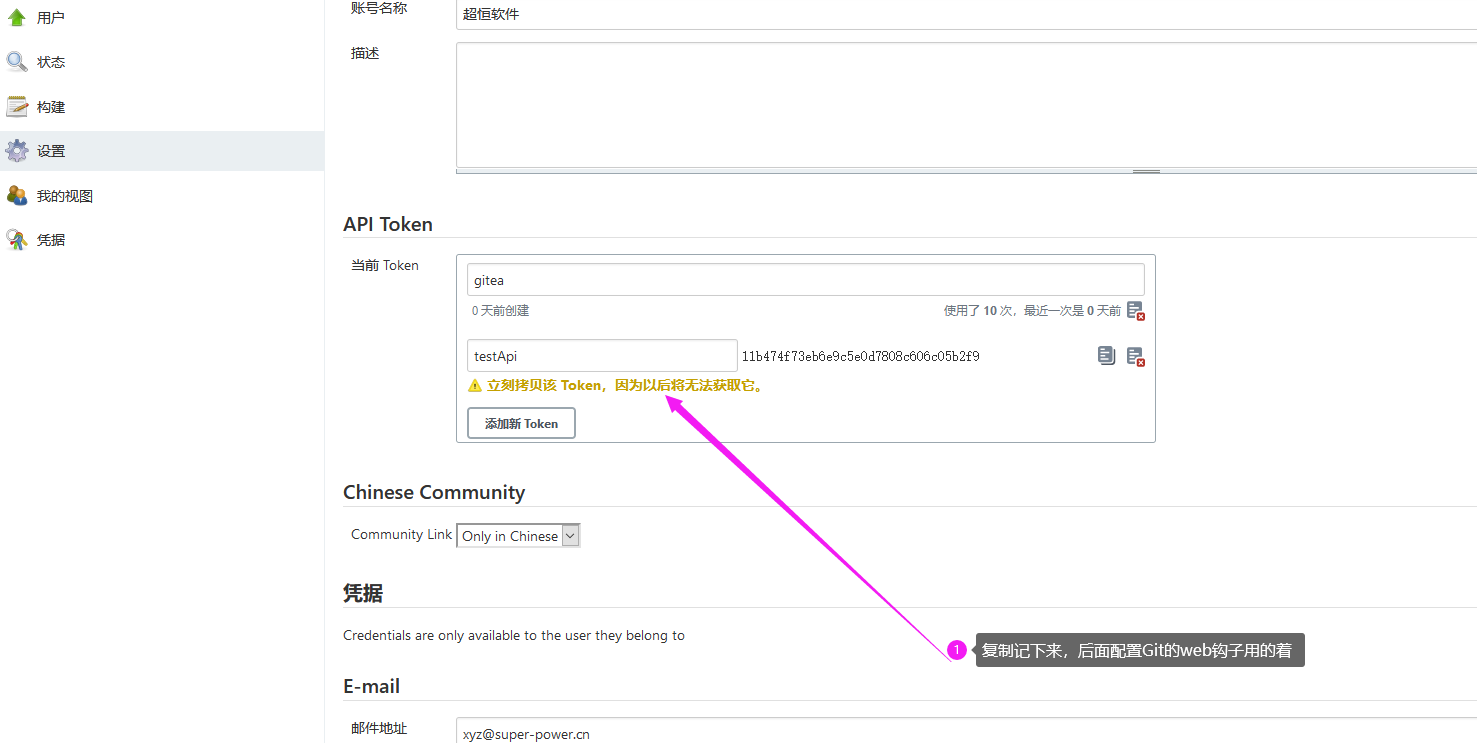 用户
状态
构建
设置
我的视图
凭据
账号名称
超恒软件
描述
API Token
当前 Token
gitea
0 天前创建
使用了 10 次，最近一次是 0 天前
testApi
11b474f73eb6e9c5e0d7808c606c05b2f9
立刻拷贝该 Token，因为以后将无法获取它。
添加新 Token
Chinese Community
Community Link
Only in Chinese
凭据
Credentials are only available to the user they belong to
1
复制记下来，后面配置Git的web钩子用的着
E-mail
邮件地址
xyz@super-power.cn